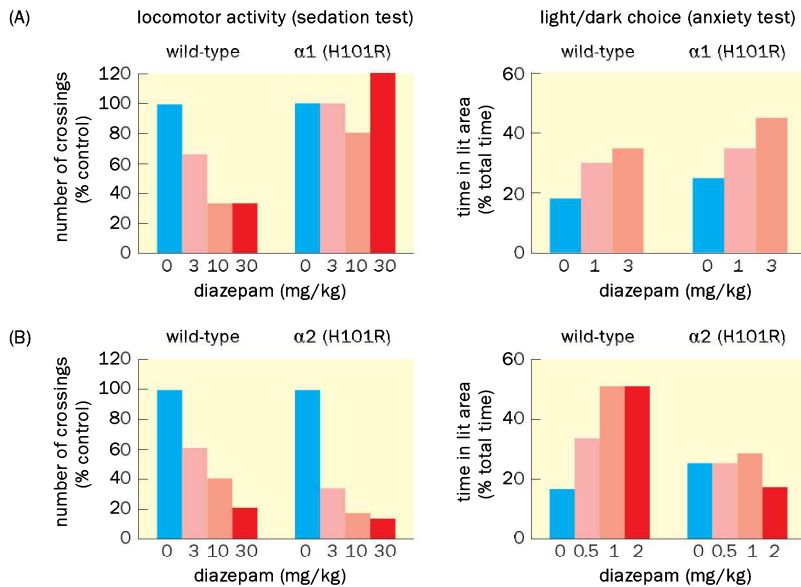 (A)
locomotor activity (sedation test)
wild-type
α1 (H101R)
number of crossings
(% control)
120
100
80
60
40
20
0
0 3 10 30
0 3 10 30
diazepam (mg/kg)
light/dark choice (anxiety test)
wild-type
α1 (H101R)
time in lit area
(% total time)
60
40
20
0
0 1 3
0 1 3
diazepam (mg/kg)
(B)
wild-type
α2 (H101R)
number of crossings
(% control)
120
100
80
60
40
20
0
0 3 10 30
0 3 10 30
diazepam (mg/kg)
wild-type
α2 (H101R)
time in lit area
(% total time)
60
40
20
0
0 0.5 1 2
0 0.5 1 2
diazepam (mg/kg)